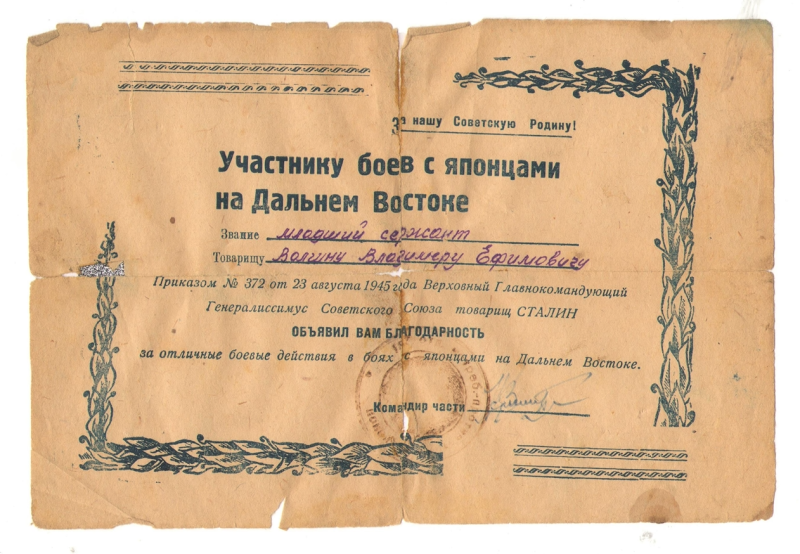 За нашу Советскую Родину!
Участнику боев с японцами
на Дальнем Востоке
Звание младший сержант
Товарищу Волгину Владимеру Ефимовичу
Приказом № 372 от 23 августа 1945 года Верховный Главнокомандующий
Генералиссимус Советского Союза товарищ СТАЛИН
ОБЪЯВИЛ ВАМ БЛАГОДАРНОСТЬ
за отличные боевые действия в боях с японцами на Дальнем Востоке.
Командир части